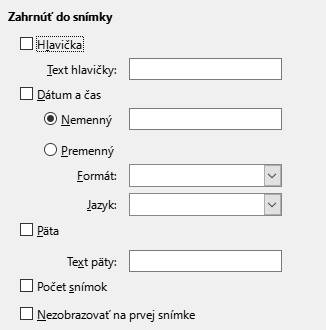 Zahrnúť do snímky
Hlavička
Text hlavičky:
Dátum a čas
Nemenný
Premenný
Formát:
Jazyk:
Päta
Text päty:
Počet snímok
Nezobrazovať na prvej snímke